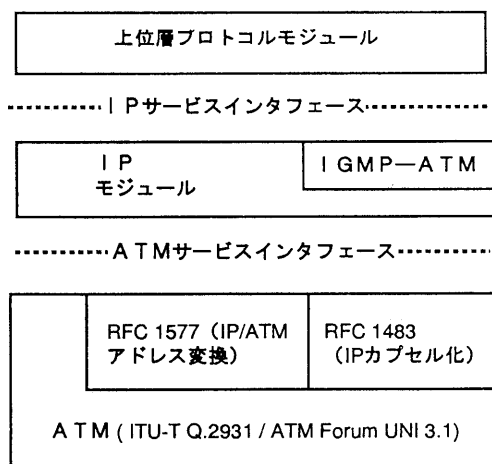 上位層プロトコルモジュール
ＩＰサービスインタフェース
ＩＰ
モジュール
ＩＧＭＰ―ＡＴＭ
ＡＴＭサービスインタフェース
RFC 1577（IP/ATM
アドレス変換）
RFC 1483
（IPカプセル化）
ＡＴＭ( ITU-T Q.2931 / ATM Forum UNI 3.1)